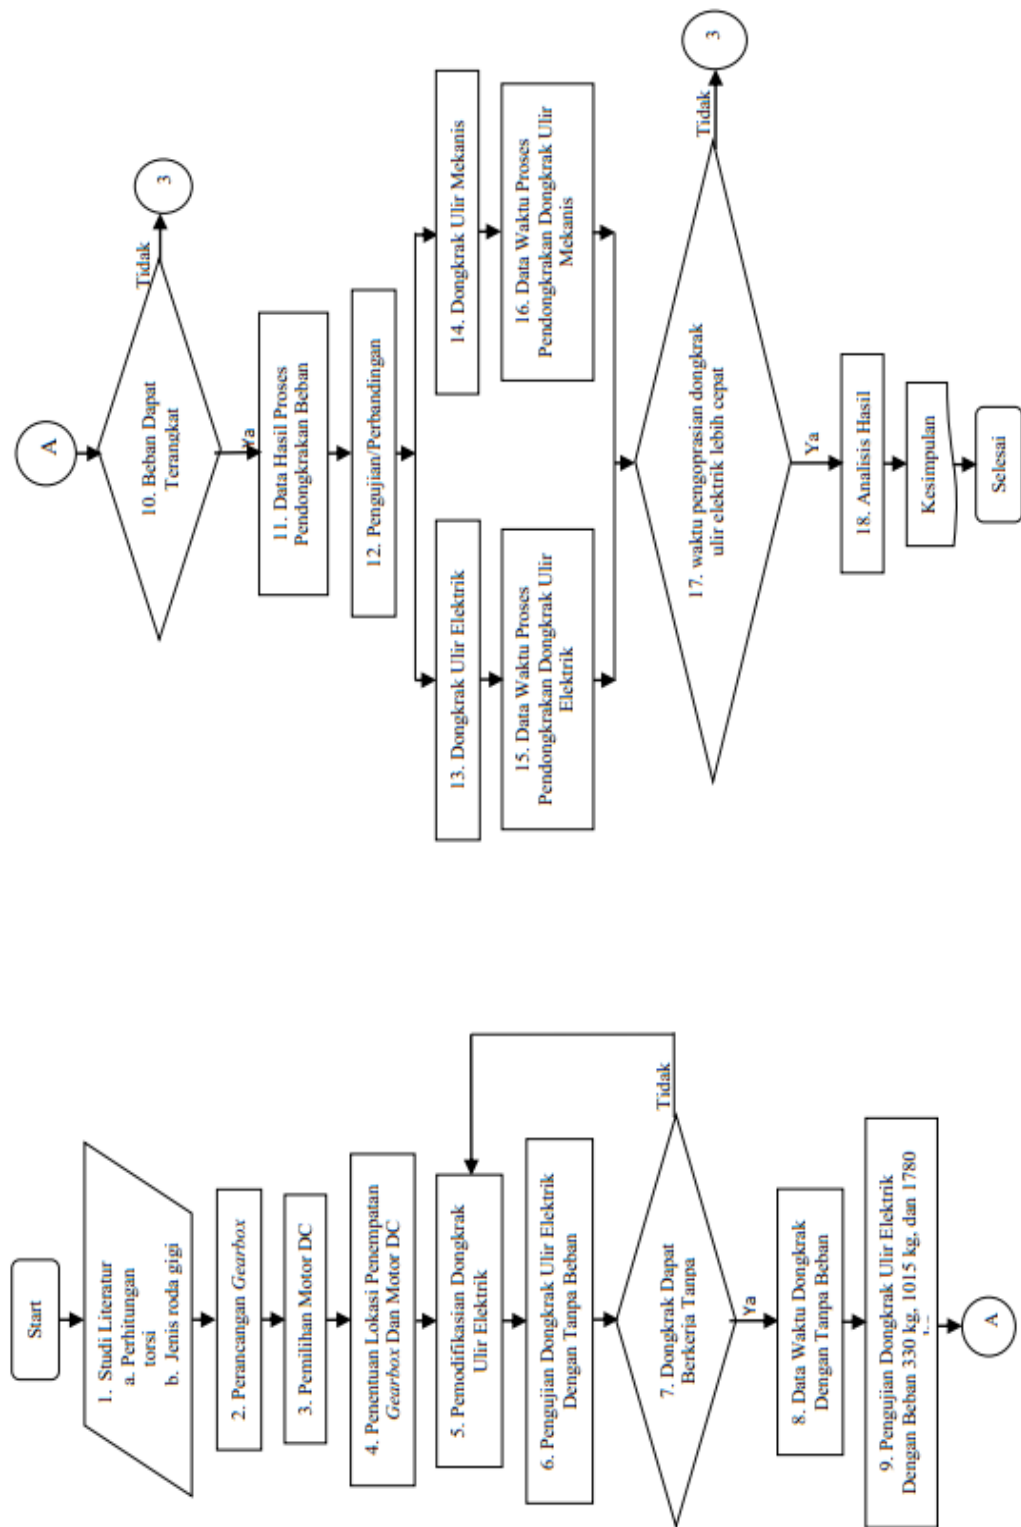 Start
1. Studi Literatur
a. Perhitungan
torsi
b. Jenis roda gigi
2. Perancangan Gearbox
3. Pemilihan Motor DC
4. Penentuan Lokasi Penempatan
Gearbox Dan Motor DC
5. Pemodifikasian Dongkrak
Ulir Elektrik
6. Pengujian Dongkrak Ulir Elektrik
Dengan Tanpa Beban
7. Dongkrak Dapat
Berkerja Tanpa
Tidak
Ya
8. Data Waktu Dongkrak
Dengan Tanpa Beban
9. Pengujian Dongkrak Ulir Elektrik
Dengan Beban 330 kg, 1015 kg, dan 1780
A
A
10. Beban Dapat
Terangkat
Tidak
3
Ya
11. Data Hasil Proses
Pendongkrakan Beban
12. Pengujian/Perbandingan
13. Dongkrak Ulir Elektrik
14. Dongkrak Ulir Mekanis
15. Data Waktu Proses
Pendongkrakan Dongkrak Ulir
Elektrik
16. Data Waktu Proses
Pendongkrakan Dongkrak Ulir
Mekanis
17. waktu pengoprasian dongkrak
ulir elektrik lebih cepat
Tidak
3
Ya
18. Analisis Hasil
Kesimpulan
Selesai